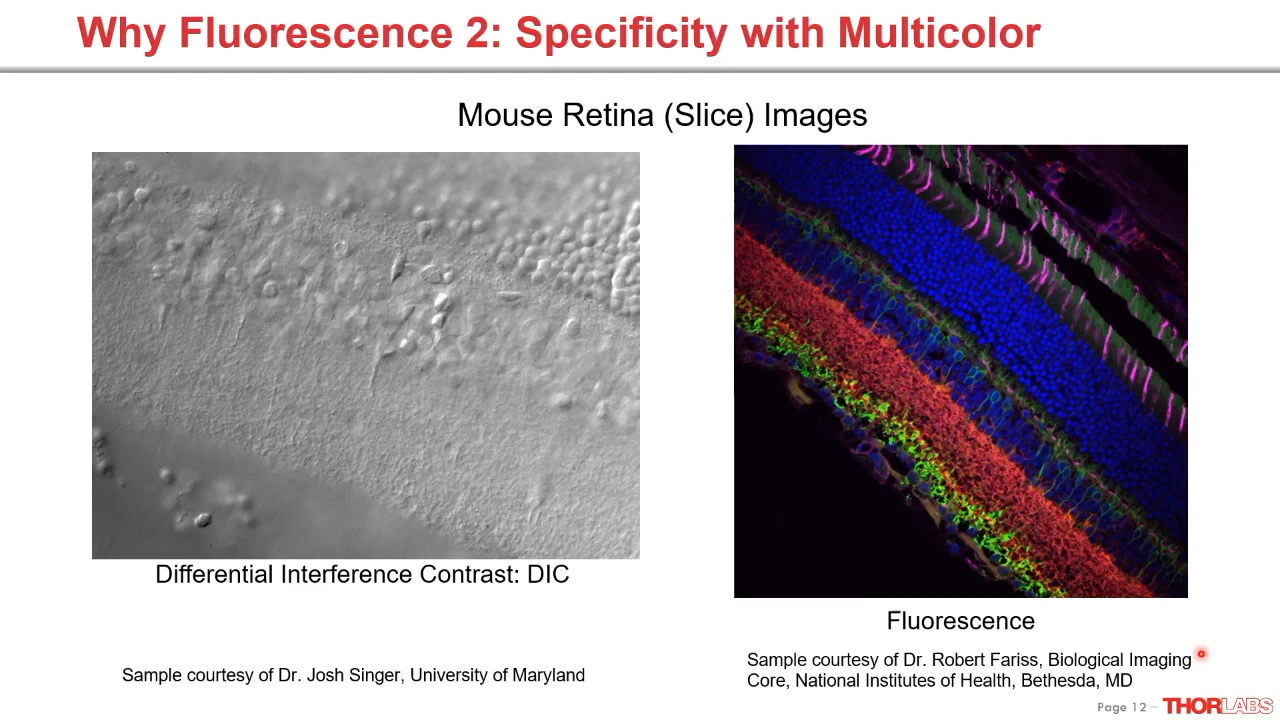 Why Fluorescence 2: Specificity with Multicolor
Mouse Retina (Slice) Images
Differential Interference Contrast: DIC
Fluorescence
Sample courtesy of Dr. Josh Singer, University of Maryland
Sample courtesy of Dr. Robert Fariss, Biological Imaging
Core, National Institutes of Health, Bethesda, MD
Page 12 – THORLABS